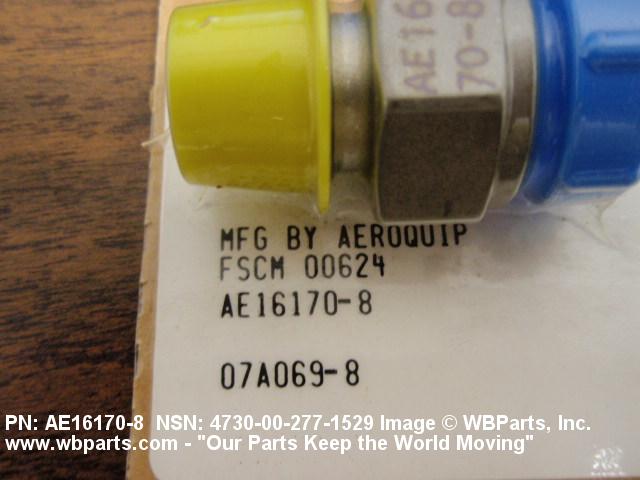 AE16
70-8
MFG BY AEROQUIP
FSCM 00624
AE16170-8
07A069-8
PN: AE16170-8 NSN: 4730-00-277-1529 Image © WBParts, Inc.
www.wbparts.com - "Our Parts Keep the World Moving"